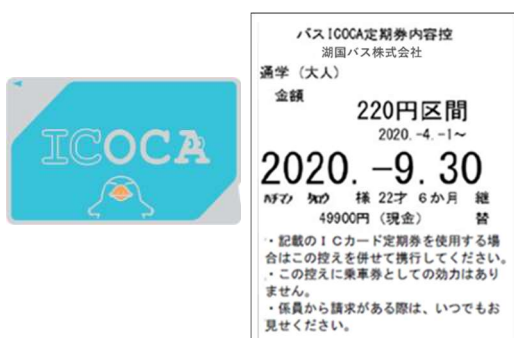 ICOCA
バスICOCA定期券内容控
湖国バス株式会社
通学（大人）
金額
220円区間
2020.-4.-1～
2020.-9.30
ﾊﾁﾏﾝ ﾀﾛｳ 様 22才 6か月 継
49900円（現金） 替
・記載のＩＣカード定期券を使用する場
合はこの控えを併せて携行してください。
・この控えに乗車券としての効力はあり
ません。
・係員から請求がある際は、いつでもお
見せください。